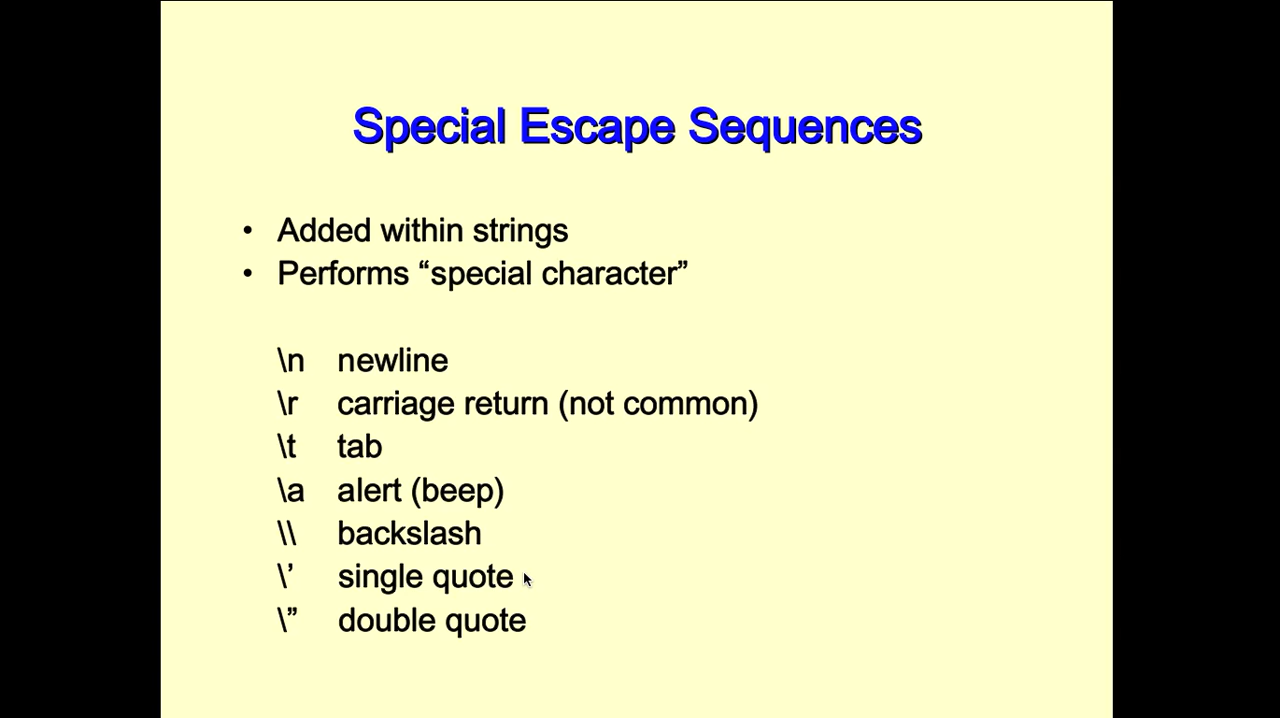 Special Escape Sequences
• Added within strings
• Performs “special character”
\n newline
\r carriage return (not common)
\t tab
\a alert (beep)
\\ backslash
\’ single quote
\” double quote